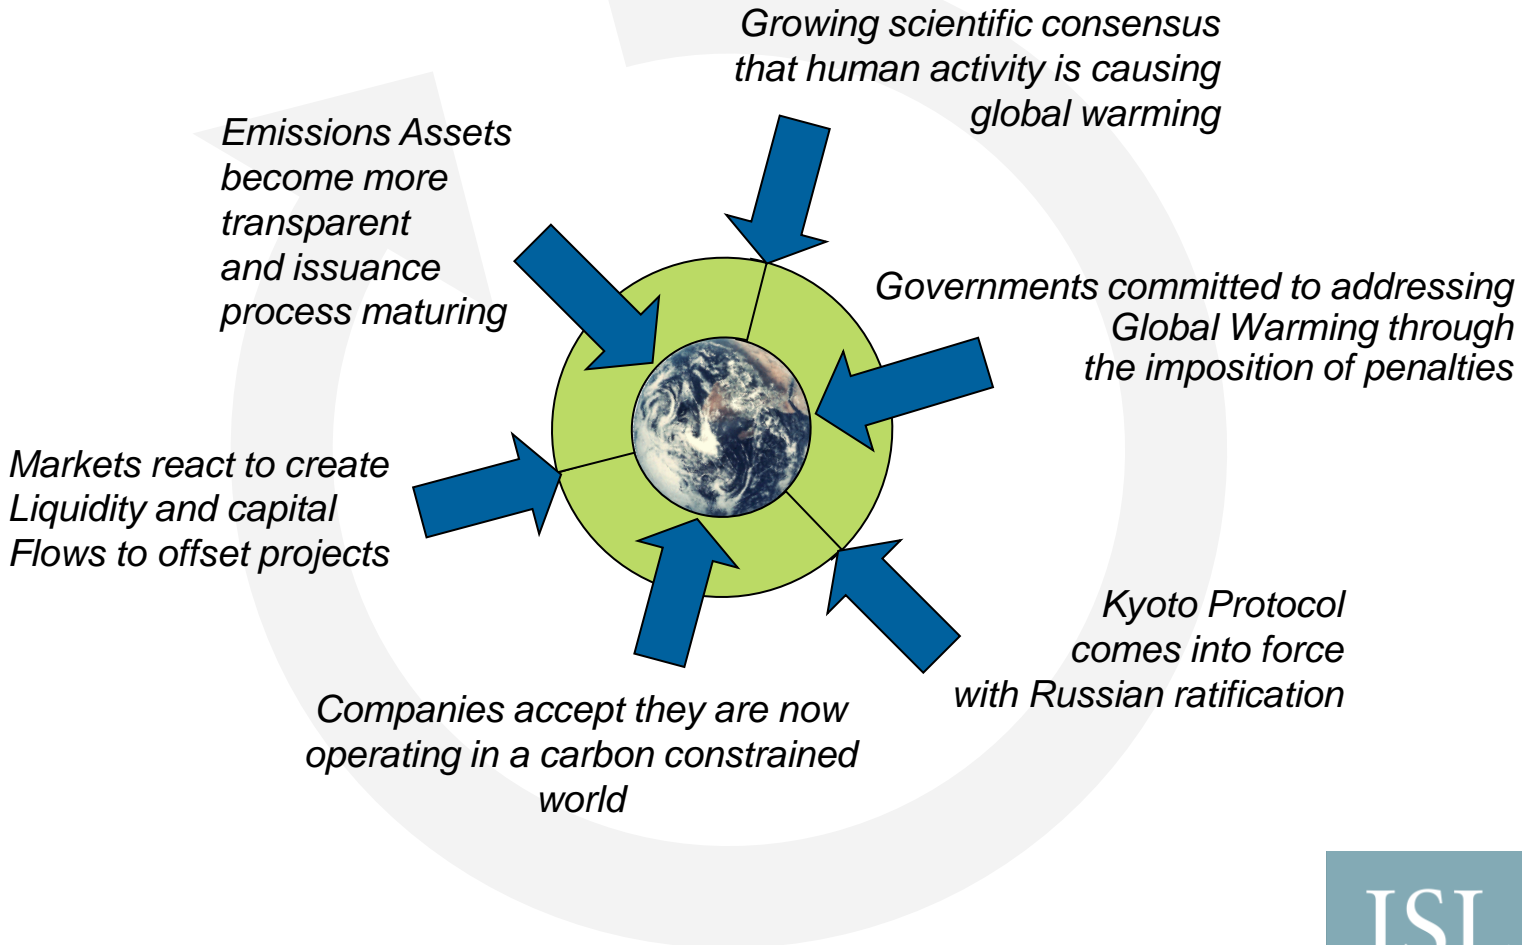 Growing scientific consensus
that human activity is causing
global warming
Emissions Assets
become more
transparent
and issuance
process maturing
Governments committed to addressing
Global Warming through
the imposition of penalties
Markets react to create
Liquidity and capital
Flows to offset projects
Kyoto Protocol
comes into force
with Russian ratification
Companies accept they are now
operating in a carbon constrained
world